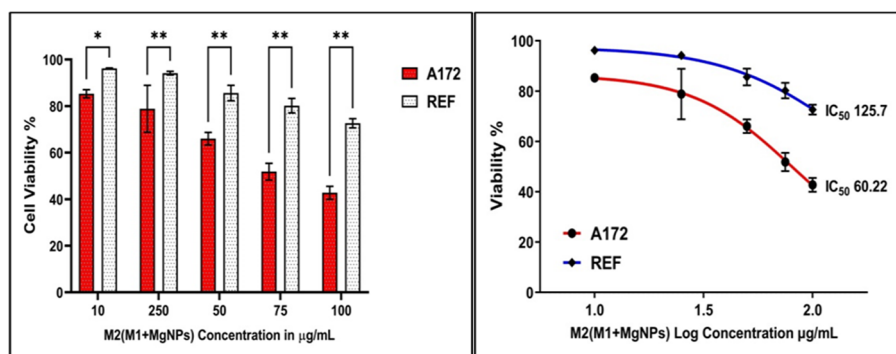 * ** ** ** **
A172
REF
Cell Viability %
100
80
60
40
20
0
10 250 50 75 100
M2(M1+MgNPs) Concentration in µg/mL
Viability %
100
80
60
40
20
0
IC50 125.7
IC50 60.22
A172
REF
1.0 1.5 2.0
M2(M1+MgNPs) Log Concentration µg/mL